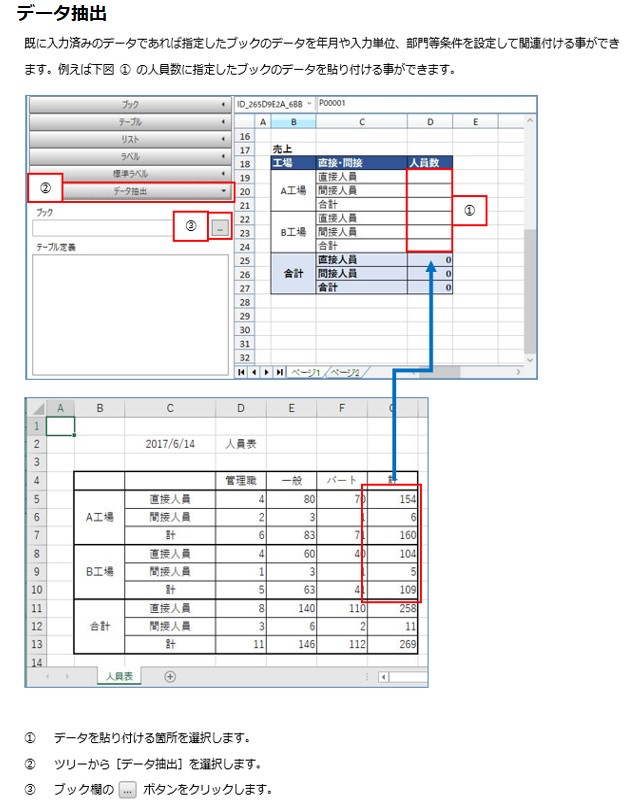 データ抽出
既に入力済みのデータであれば指定したブックのデータを年月や入力単位、部門等条件を設定して関連付ける事ができ
ます。例えば下図 ① の人員数に指定したブックのデータを貼り付ける事ができます。
ブック
テーブル
リスト
ラベル
標準ラベル
② データ抽出
ブック
③ ...
テーブル定義
ID_265D9E2A_6BB P00001
A B C D E
16
17 売上
18 工場 直接・間接 人員数
19 直接人員
20 A工場 間接人員
21 合計
22 直接人員
23 B工場 間接人員
24 合計
①
25 直接人員 0
26 合計 間接人員 0
27 合計 0
28
29
30
31
32
ページ1 ページ2
A B C D E F
1
2 2017/6/14 人員表
3
4 管理職 一般 パート
5 直接人員 4 80 70 154
6 A工場 間接人員 2 3 1 6
7 計 6 83 71 160
8 直接人員 4 60 40 104
9 B工場 間接人員 1 3 1 5
10 計 5 63 41 109
11 直接人員 8 140 110 258
12 合計 間接人員 3 6 2 11
13 計 11 146 112 269
14
人員表
① データを貼り付ける箇所を選択します。
② ツリーから［データ抽出］を選択します。
③ ブック欄の ... ボタンをクリックします。